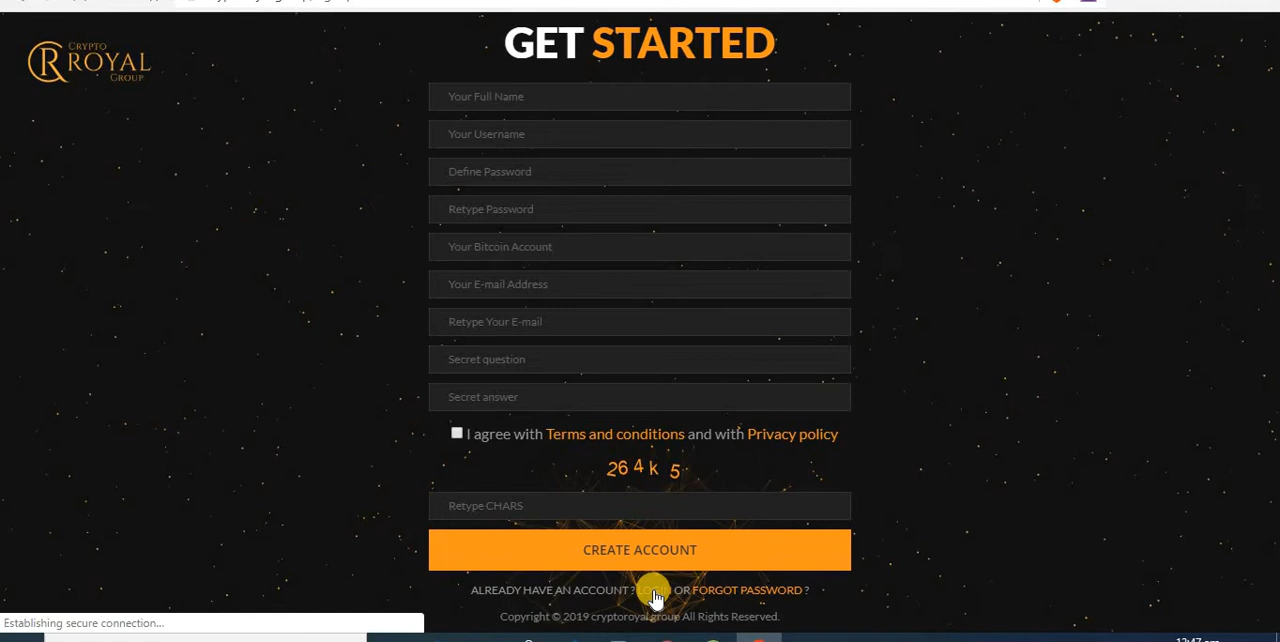 CRYPTO
ROYAL
GROUP
GET STARTED
Your Full Name
Your Username
Define Password
Retype Password
Your Bitcoin Account
Your E-mail Address
Retype Your E-mail
Secret question
Secret answer
I agree with Terms and conditions and with Privacy policy
264k5
Retype CHARS
CREATE ACCOUNT
ALREADY HAVE AN ACCOUNT ? LOGIN OR FORGOT PASSWORD ?
Copyright © 2019 cryptoroyal.group All Rights Reserved.
Establishing secure connection...